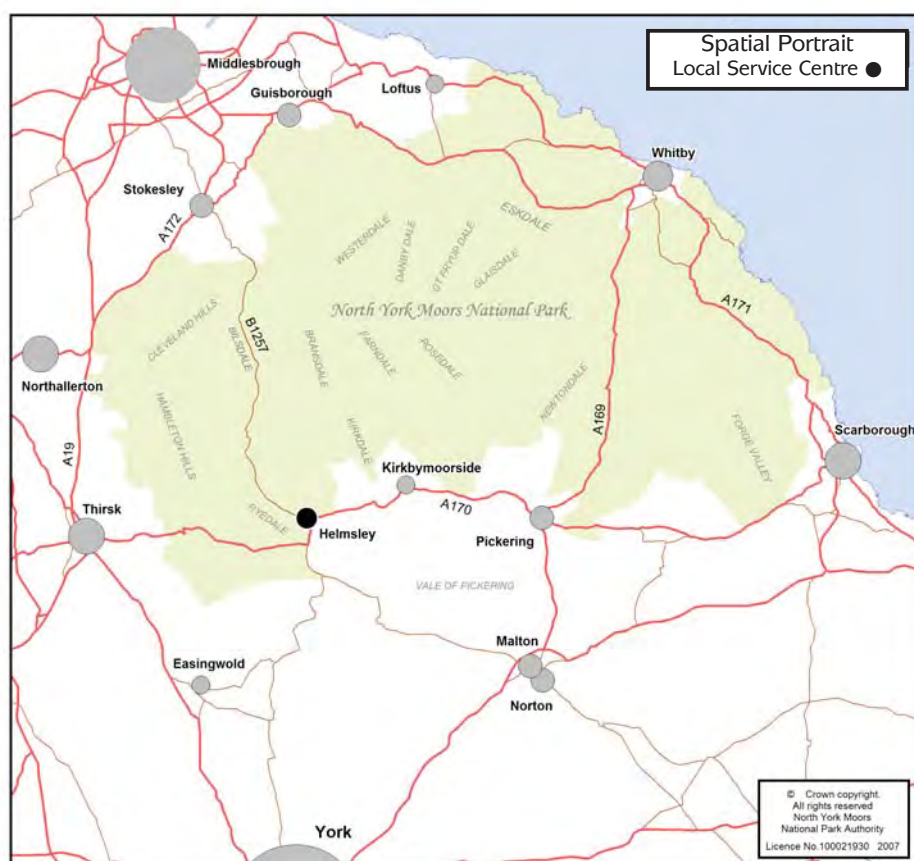 Spatial Portrait
Local Service Centre
Middlesbrough
Guisborough
Loftus
Whitby
Stokesley
A172
ESKDALE
WESTERDALE
DANBY DALE
GT FRYUP DALE
GLAISDALE
North York Moors National Park
A171
CLEVELAND HILLS
BILSDALE
B1257
BRANSDALE
FARNDALE
ROSEDALE
Northallerton
NEWTONDALE
A169
HAMBLETON HILLS
KIRKDALE
FORGE VALLEY
Scarborough
A19
Kirkbymoorside
A170
Thirsk
RYEDALE
Helmsley
Pickering
VALE OF PICKERING
Malton
Easingwold
Norton
York
© Crown copyright.
All rights reserved
North York Moors
National Park Authority
Licence No.100021930 2007